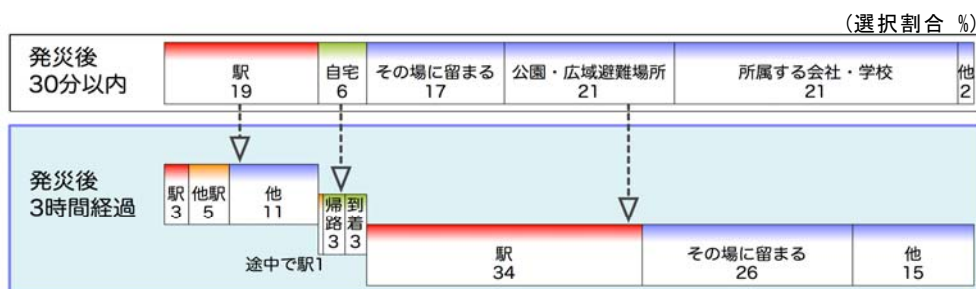 (選択割合 %)
発災後
30分以内
駅
19
自宅
6
その場に留まる
17
公園・広域避難場所
21
所属する会社・学校
21
他
2
発災後
3時間経過
駅
3
他駅
5
他
11
途中で駅1
帰路
3
到着
3
駅
34
その場に留まる
26
他
15